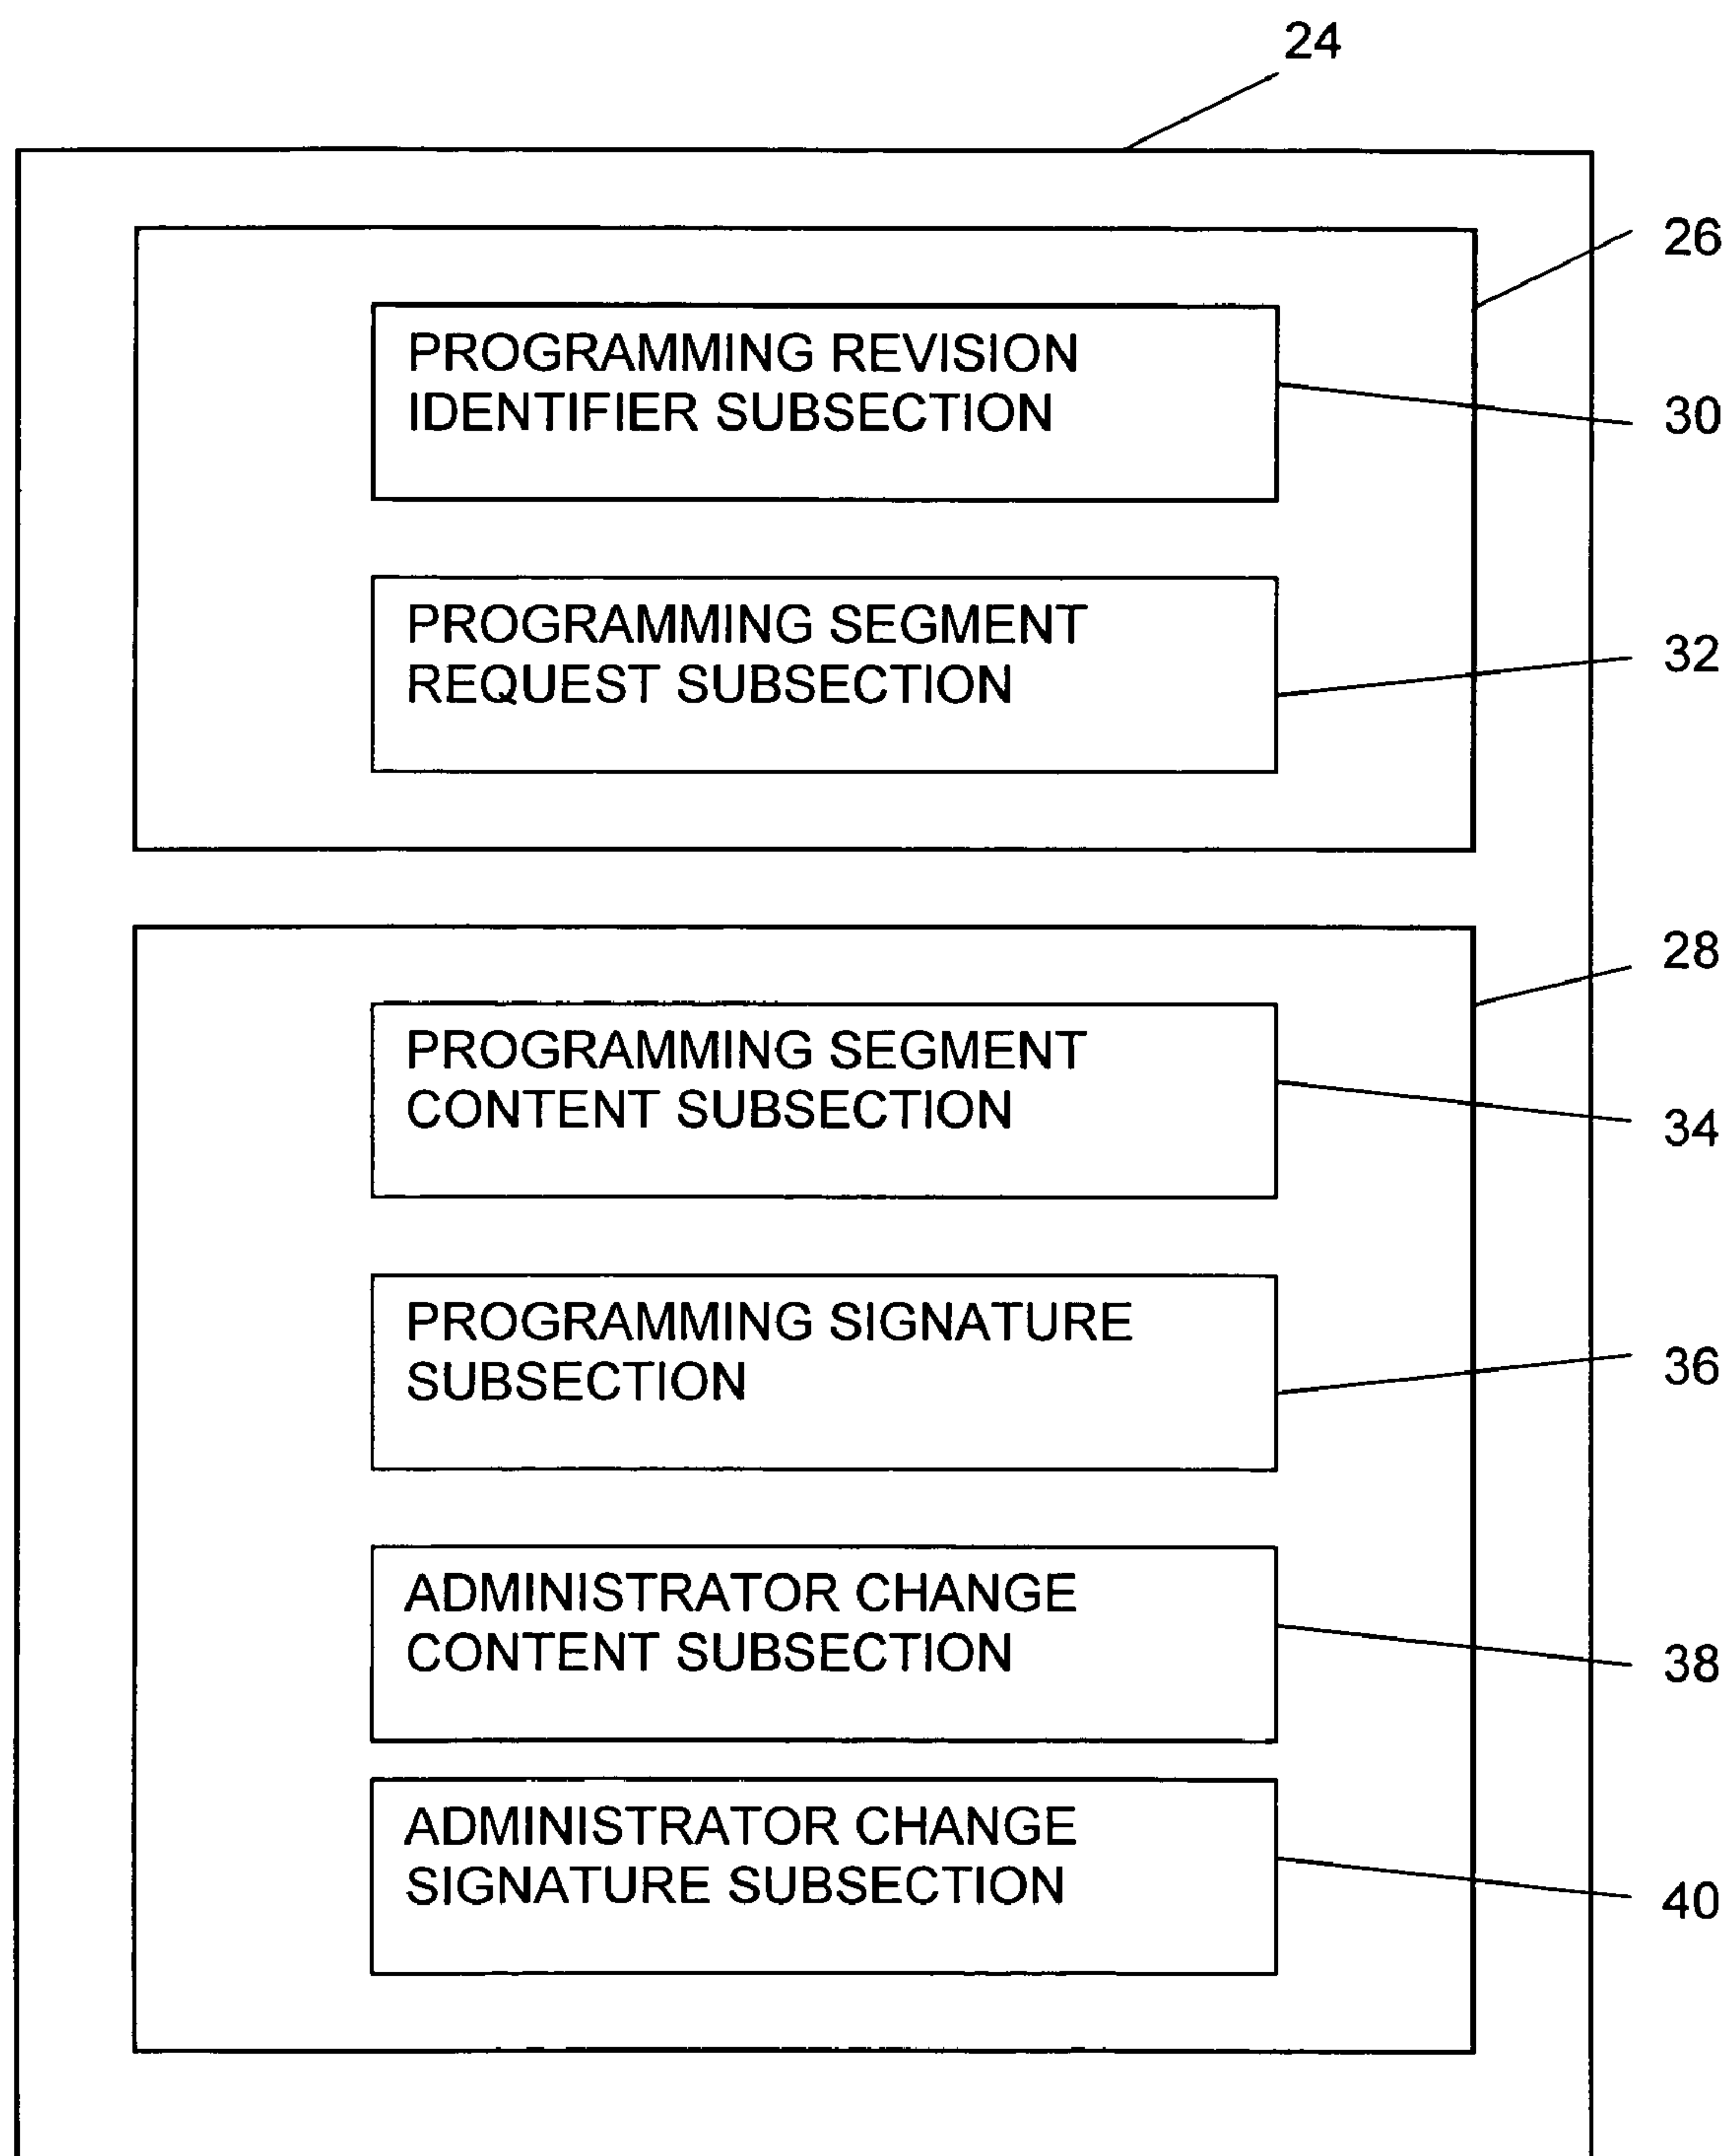 24
26
PROGRAMMING REVISION
IDENTIFIER SUBSECTION
30
PROGRAMMING SEGMENT
REQUEST SUBSECTION
32
28
PROGRAMMING SEGMENT
CONTENT SUBSECTION
34
PROGRAMMING SIGNATURE
SUBSECTION
36
ADMINISTRATOR CHANGE
CONTENT SUBSECTION
38
ADMINISTRATOR CHANGE
SIGNATURE SUBSECTION
40